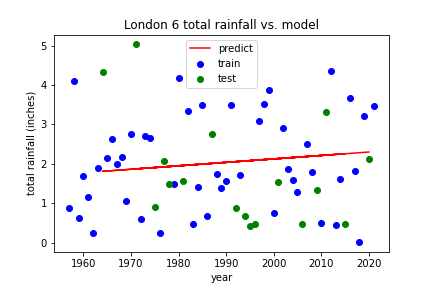 London 6 total rainfall vs. model
predict
train
test
total rainfall (inches)
5
4
3
2
1
0
1960 1970 1980 1990 2000 2010 2020
year